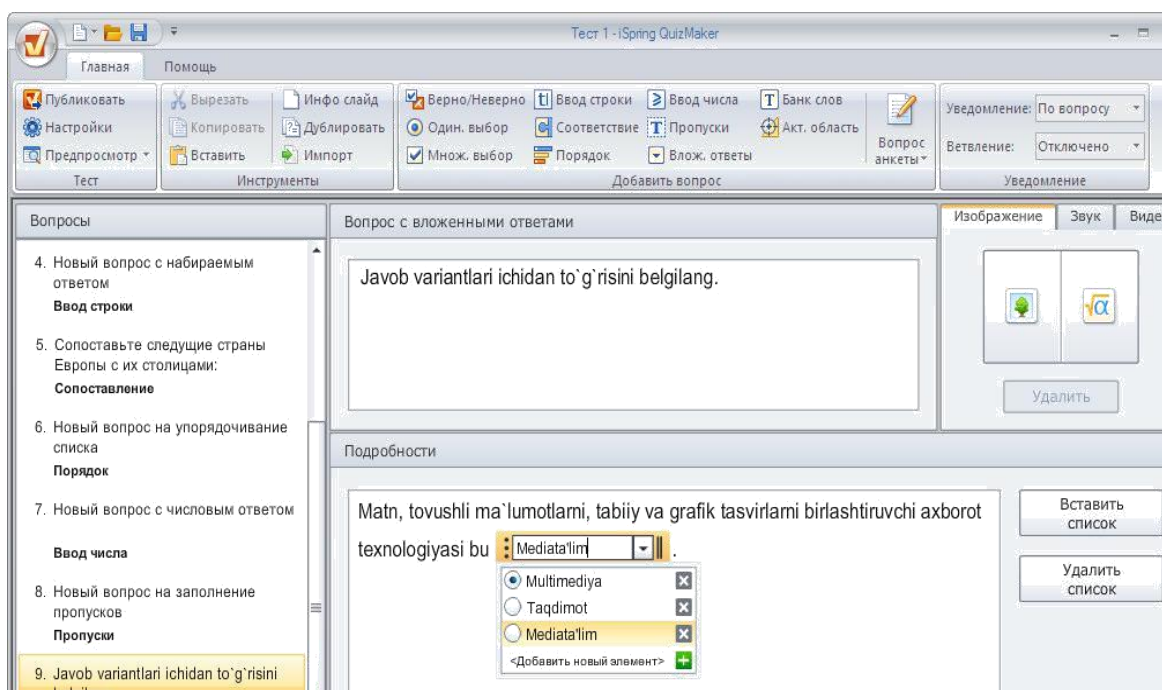 Тест 1 - iSpring QuizMaker
Главная Помощь
Публиковать Вырезать Инфо слайд Верно/Неверно Ввод строки Ввод числа Банк слов
Настройки Копировать Дублировать Один. выбор Соответствие Пропуски Акт. область
Предпросмотр Вставить Импорт Множ. выбор Порядок Влож. ответы
Вопрос
анкеты
Уведомление: По вопросу
Ветвление: Отключено
Тест Инструменты Добавить вопрос Уведомление
Вопросы
4. Новый вопрос с набираемым
ответом
Ввод строки
5. Сопоставьте следущие страны
Европы с их столицами:
Сопоставление
6. Новый вопрос на упорядочивание
списка
Порядок
7. Новый вопрос с числовым ответом
Ввод числа
8. Новый вопрос на заполнение
пропусков
Пропуски
9. Javob variantlari ichidan to`g`risini
Вопрос с вложенными ответами
Javob variantlari ichidan to`g`risini belgilang.
Изображение Звук Виде
Удалить
Подробности
Matn, tovushli ma`lumotlarni, tabiiy va grafik tasvirlarni birlashtiruvchi axborot
texnologiyasi bu Mediata'lim .
Multimediya
Taqdimot
Mediata'lim
<Добавить новый элемент>
Вставить
список
Удалить
список